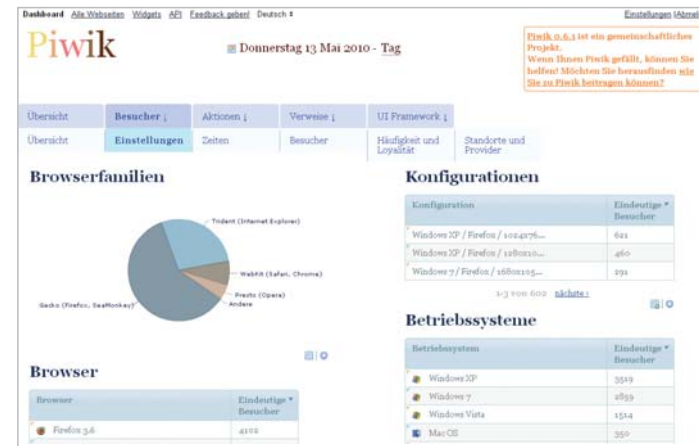 Dashboard Alle Webseiten Widgets API Feedback geben! Deutsch
Einstellungen |Abmel
Piwik
Donnerstag 13 Mai 2010 - Tag
Piwik 0.6.1 ist ein gemeinschaftliches
Projekt.
Wenn Ihnen Piwik gefällt, können Sie
helfen! Möchten Sie herausfinden wie
Sie zu Piwik beitragen können?
Übersicht Besucher ↓ Aktionen ↓ Verweise ↓ UI Framework ↓
Übersicht Einstellungen Zeiten Besucher Häufigkeit und Standorte und
Loyalität Provider
Browserfamilien
Trident (Internet Explorer)
WebKit (Safari, Chrome)
Presto (Opera)
Andere
Gecko (Firefox, SeaMonkey)
Browser
Browser Eindeutige
Besucher
Firefox 3.6 4102
Konfigurationen
Konfiguration Eindeutige
Besucher
Windows XP / Firefox / 1024x76... 621
Windows XP / Firefox / 1280x10... 460
Windows 7 / Firefox / 1680x105... 291
1-3 von 602 nächste ›
Betriebssysteme
Betriebssystem Eindeutige
Besucher
Windows XP 3519
Windows 7 2859
Windows Vista 1514
Mac OS 350